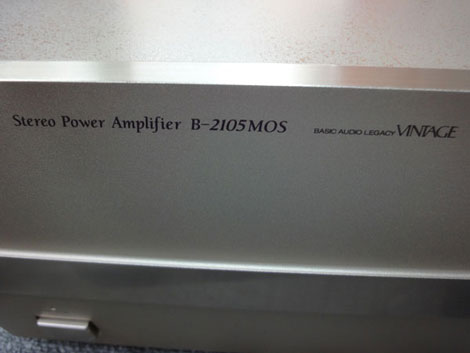 Stereo Power Amplifier B-2105MOS BASIC AUDIO LEGACY VINTAGE